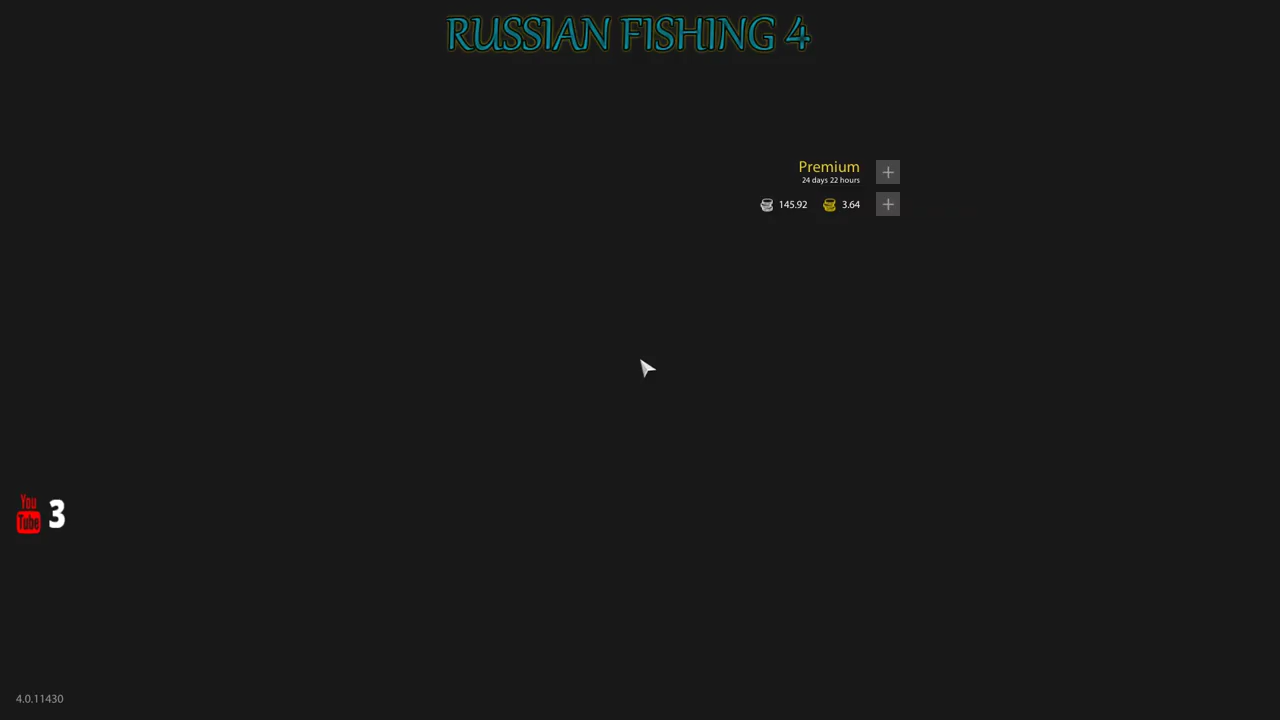 RUSSIAN FISHING 4
Premium
24 days 22 hours
145.92 3.64
You
Tube 3
4.0.11430